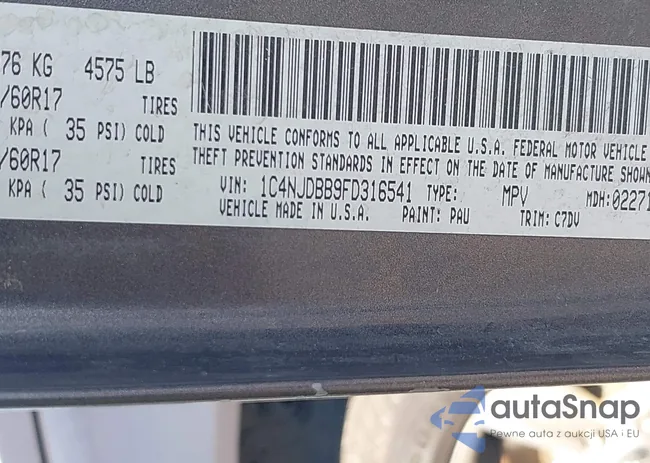 76 KG 4575 LB
/60R17 TIRES
KPA ( 35 PSI) COLD
/60R17 TIRES
KPA ( 35 PSI) COLD
THIS VEHICLE CONFORMS TO ALL APPLICABLE U.S.A. FEDERAL MOTOR VEHICLE
THEFT PREVENTION STANDARDS IN EFFECT ON THE DATE OF MANUFACTURE SHOWN
VIN: 1C4NJDBB9FD316541 TYPE: MPV MDH:02271
VEHICLE MADE IN U.S.A. PAINT: PAU TRIM: C7DV
autaSnap
Pewne auta z aukcji USA i EU